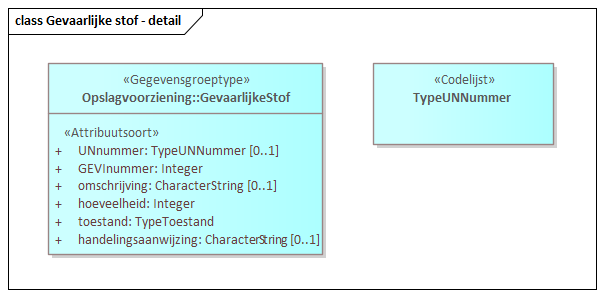 class Gevaarlijke stof - detail
«Gegevensgroeptype»
Opslagvoorziening::GevaarlijkeStof
«Attribuutsoort»
+ UNnummer: TypeUNNummer [0..1]
+ GEVInummer: Integer
+ omschrijving: CharacterString [0..1]
+ hoeveelheid: Integer
+ toestand: TypeToestand
+ handelingsaanwijzing: CharacterString [0..1]
«Codelijst»
TypeUNNummer